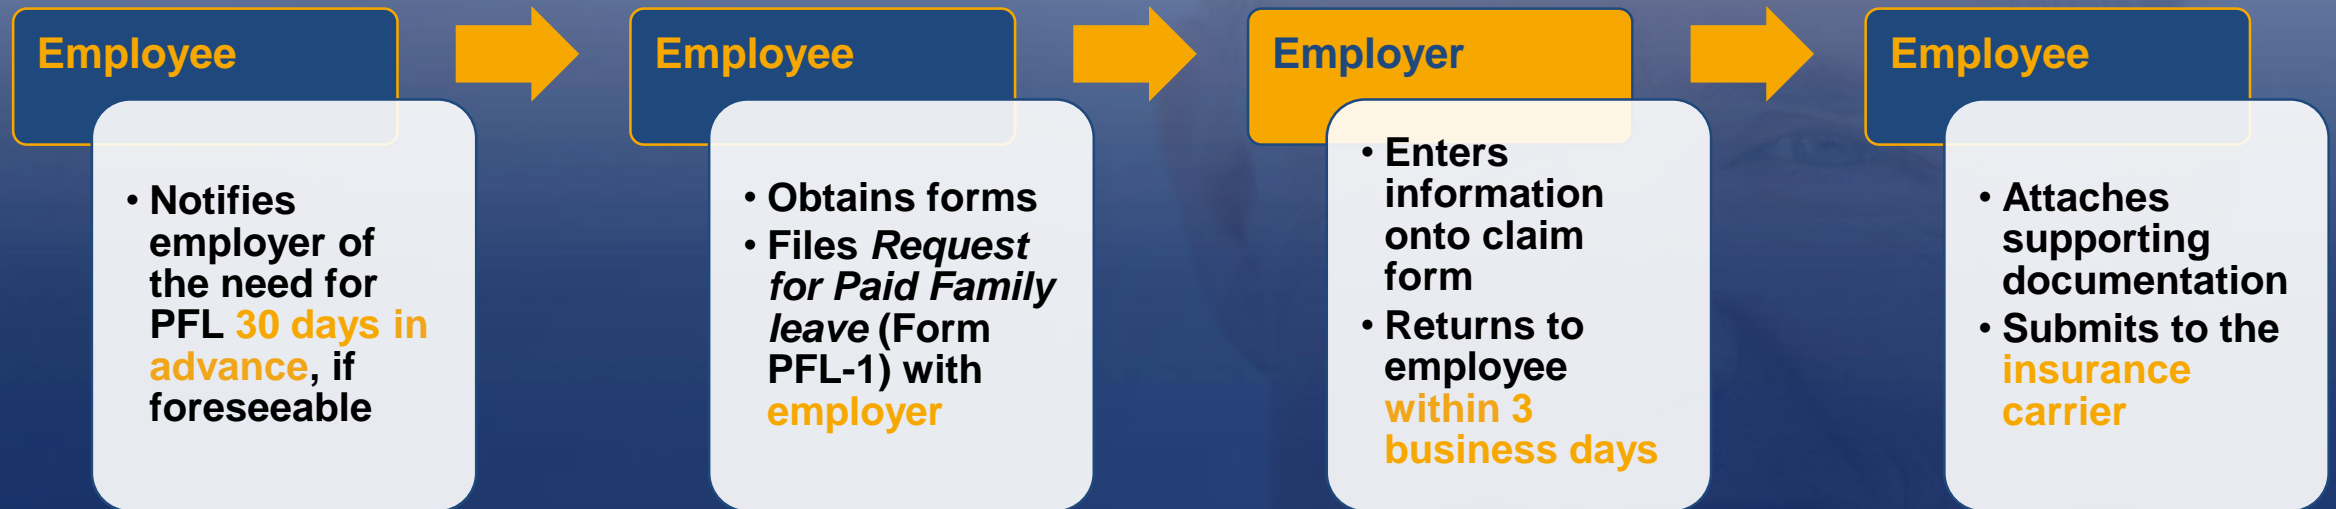 Employee
• Notifies
employer of
the need for
PFL 30 days in
advance, if
foreseeable
Employee
• Obtains forms
• Files Request
for Paid Family
leave (Form
PFL-1) with
employer
Employer
• Enters
information
onto claim
form
• Returns to
employee
within 3
business days
Employee
• Attaches
supporting
documentation
• Submits to the
insurance
carrier